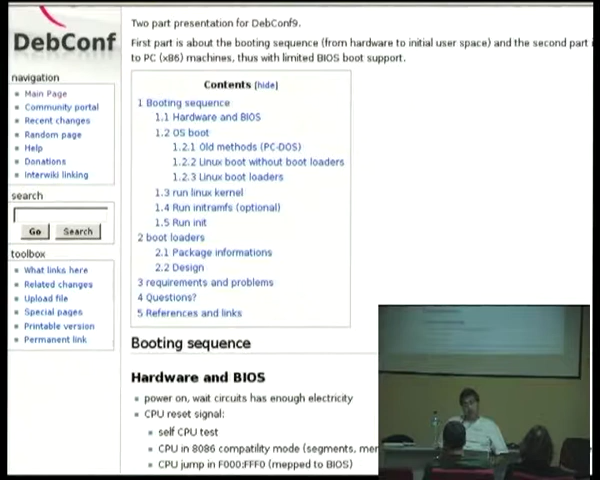 DebConf
navigation
Main Page
Community portal
Recent changes
Random page
Help
Donations
Interwiki linking
search
Go Search
toolbox
What links here
Related changes
Upload file
Special pages
Printable version
Permanent link
Two part presentation for DebConf9.
First part is about the booting sequence (from hardware to initial user space) and the second part i
to PC (x86) machines, thus with limited BIOS boot support.
Contents [hide]
1 Booting sequence
1.1 Hardware and BIOS
1.2 OS boot
1.2.1 Old methods (PC-DOS)
1.2.2 Linux boot without boot loaders
1.2.3 Linux boot loaders
1.3 run linux kernel
1.4 Run initramfs (optional)
1.5 Run init
2 boot loaders
2.1 Package informations
2.2 Design
3 requirements and problems
4 Questions?
5 References and links
Booting sequence
Hardware and BIOS
power on, wait circuits has enough electricity
CPU reset signal:
self CPU test
CPU in 8086 compatibility mode (segments, mer
CPU jump in F000:FFF0 (mepped to BIOS)